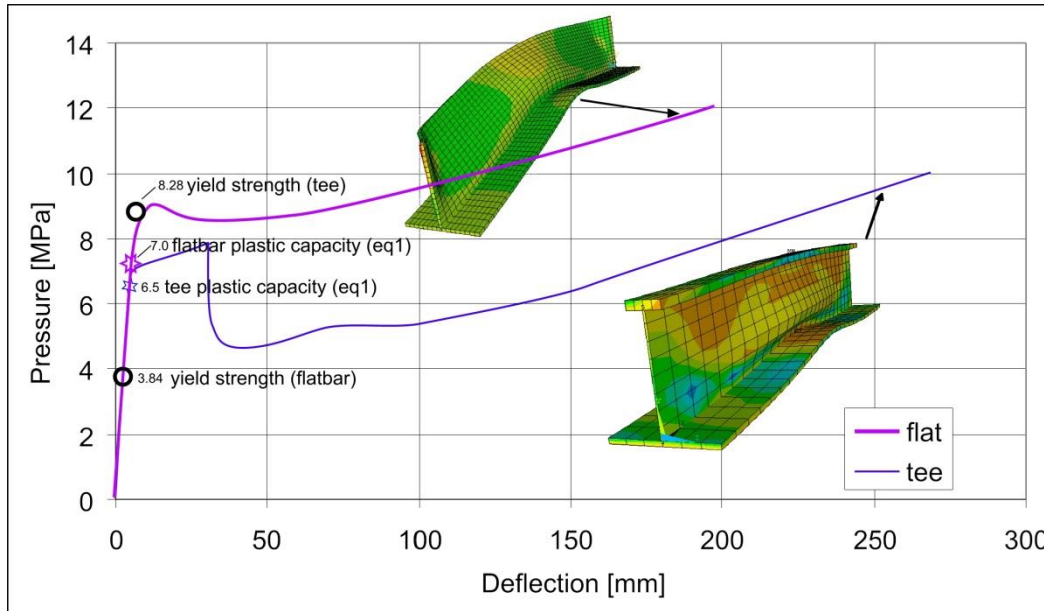 14
12
10
8
6
4
2
0
Pressure [MPa]
8.28 yield strength (tee)
7.0 flatbar plastic capacity (eq1)
6.5 tee plastic capacity (eq1)
3.84 yield strength (flatbar)
flat
tee
0 50 100 150 200 250 300
Deflection [mm]